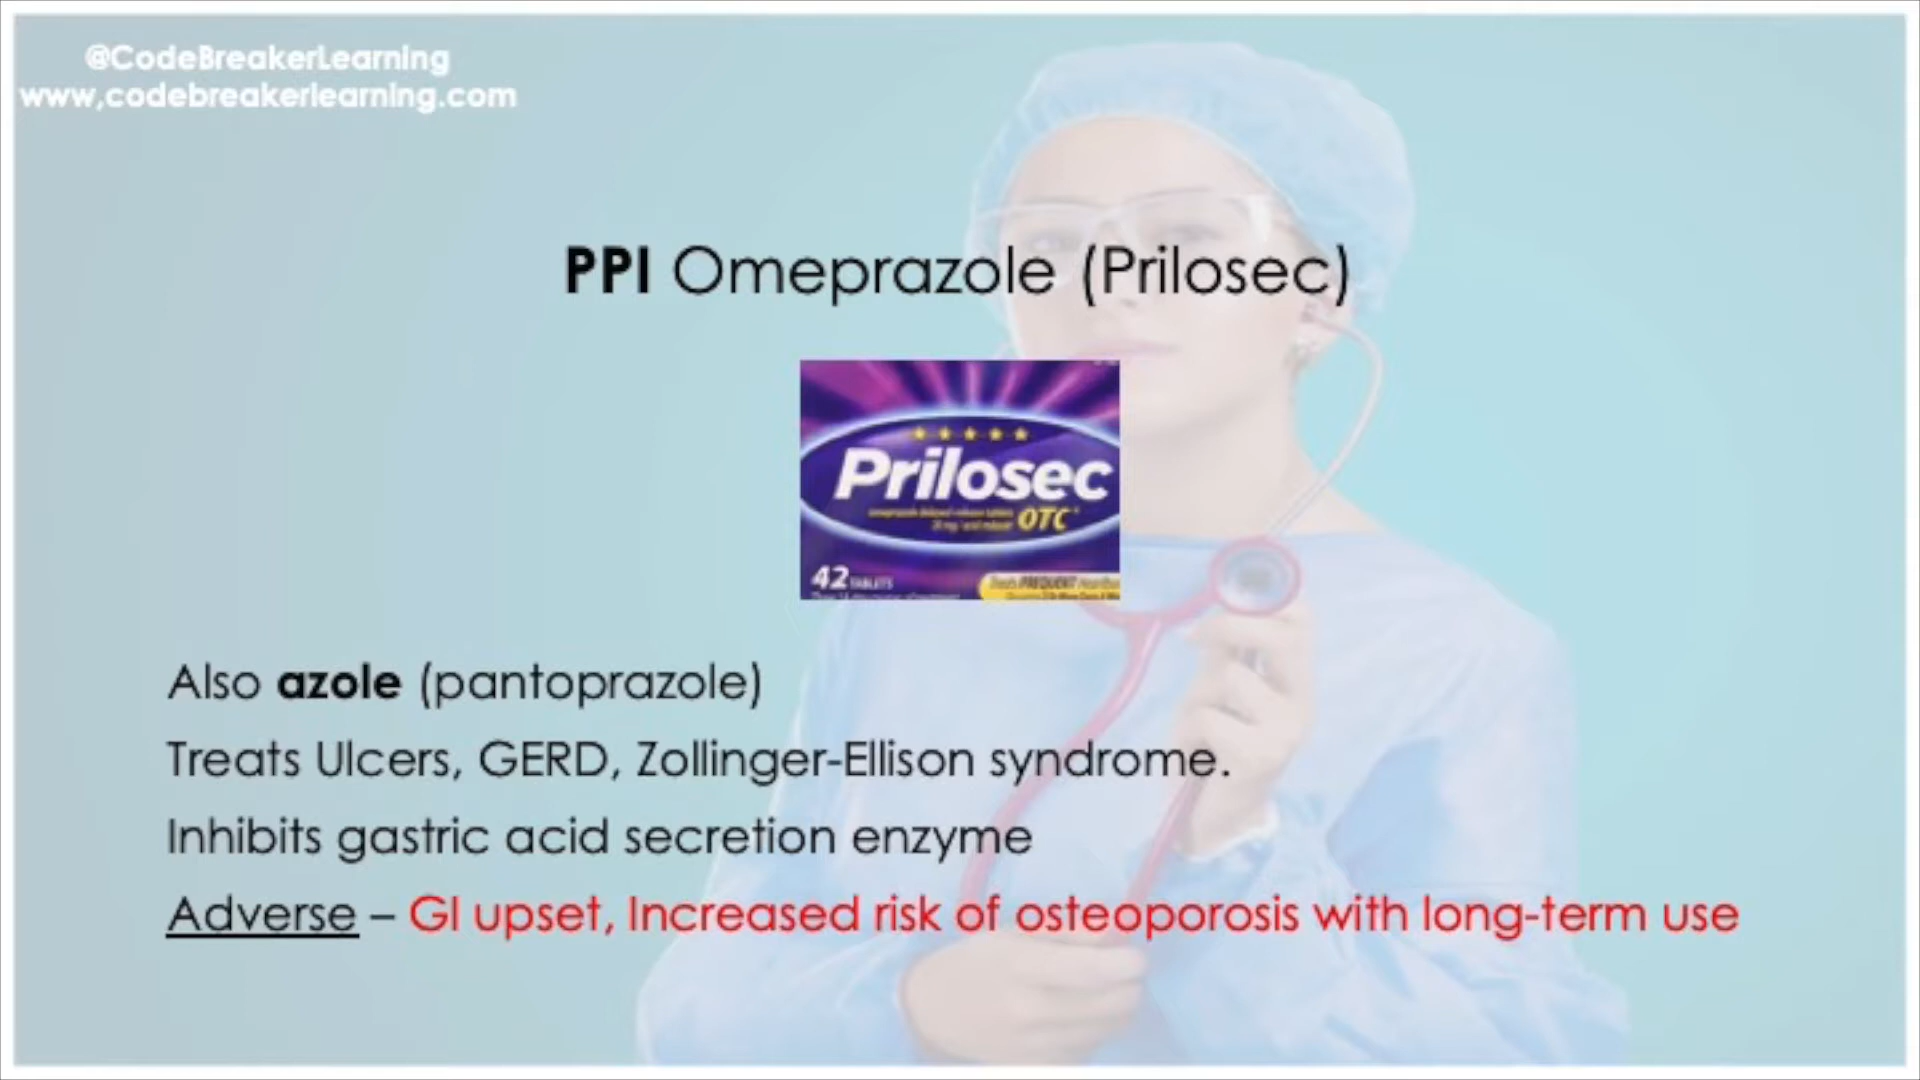 @CodeBreakerLearning
www,codebreakerlearning.com
PPI Omeprazole (Prilosec)
Prilosec
OTC
42 TABLETS
Also azole (pantoprazole)
Treats Ulcers, GERD, Zollinger-Ellison syndrome.
Inhibits gastric acid secretion enzyme
Adverse – GI upset, Increased risk of osteoporosis with long-term use